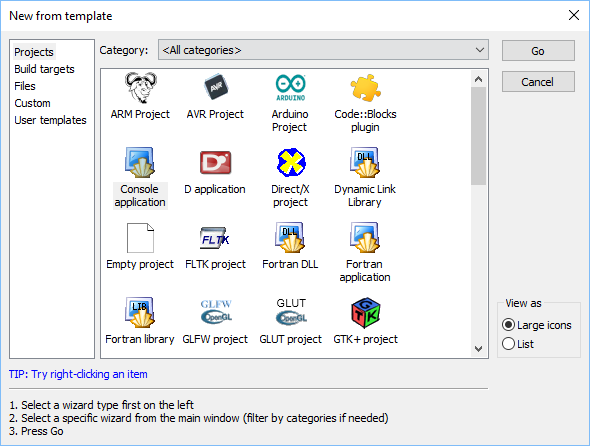 New from template
Projects
Build targets
Files
Custom
User templates
Category:
<All categories>
Go
Cancel
ARM Project
AVR
AVR Project
ARDUINO
Arduino
Project
Code::Blocks
plugin
Console
application
D
D application
Direct/X
project
DLL
Dynamic Link
Library
Empty project
FLTK
FLTK project
DLL
Fortran DLL
Fortran
application
LIB
Fortran library
GLFW
OpenGL
GLFW project
GLUT
OpenGL
GLUT project
GTK
GTK+ project
View as
Large icons
List
TIP: Try right-clicking an item
1. Select a wizard type first on the left
2. Select a specific wizard from the main window (filter by categories if needed)
3. Press Go